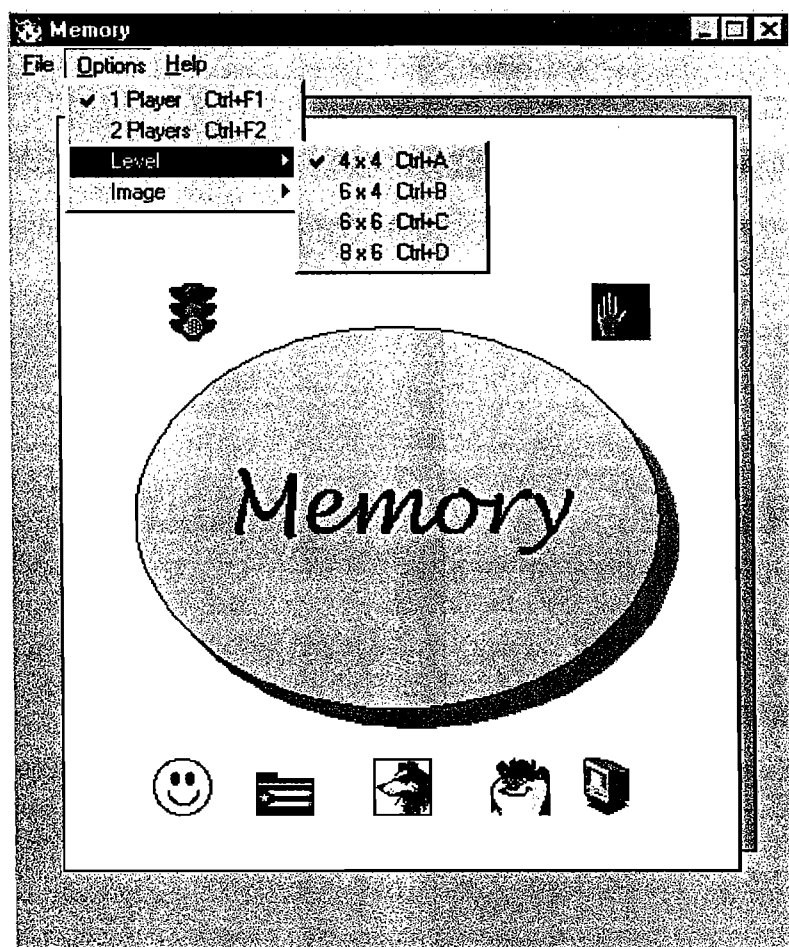 Memory
File Options Help
✔ 1 Player Ctrl+F1
2 Players Ctrl+F2
Level
Image
✔ 4 x 4 Ctrl+A
6 x 4 Ctrl+B
6 x 6 Ctrl+C
8 x 6 Ctrl+D
Memory